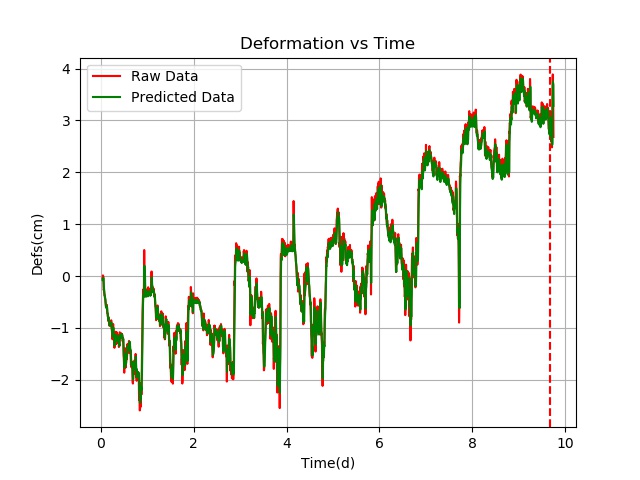 Deformation vs Time
Raw Data
Predicted Data
Defs(cm)
4
3
2
1
0
−1
−2
0 2 4 6 8 10
Time(d)